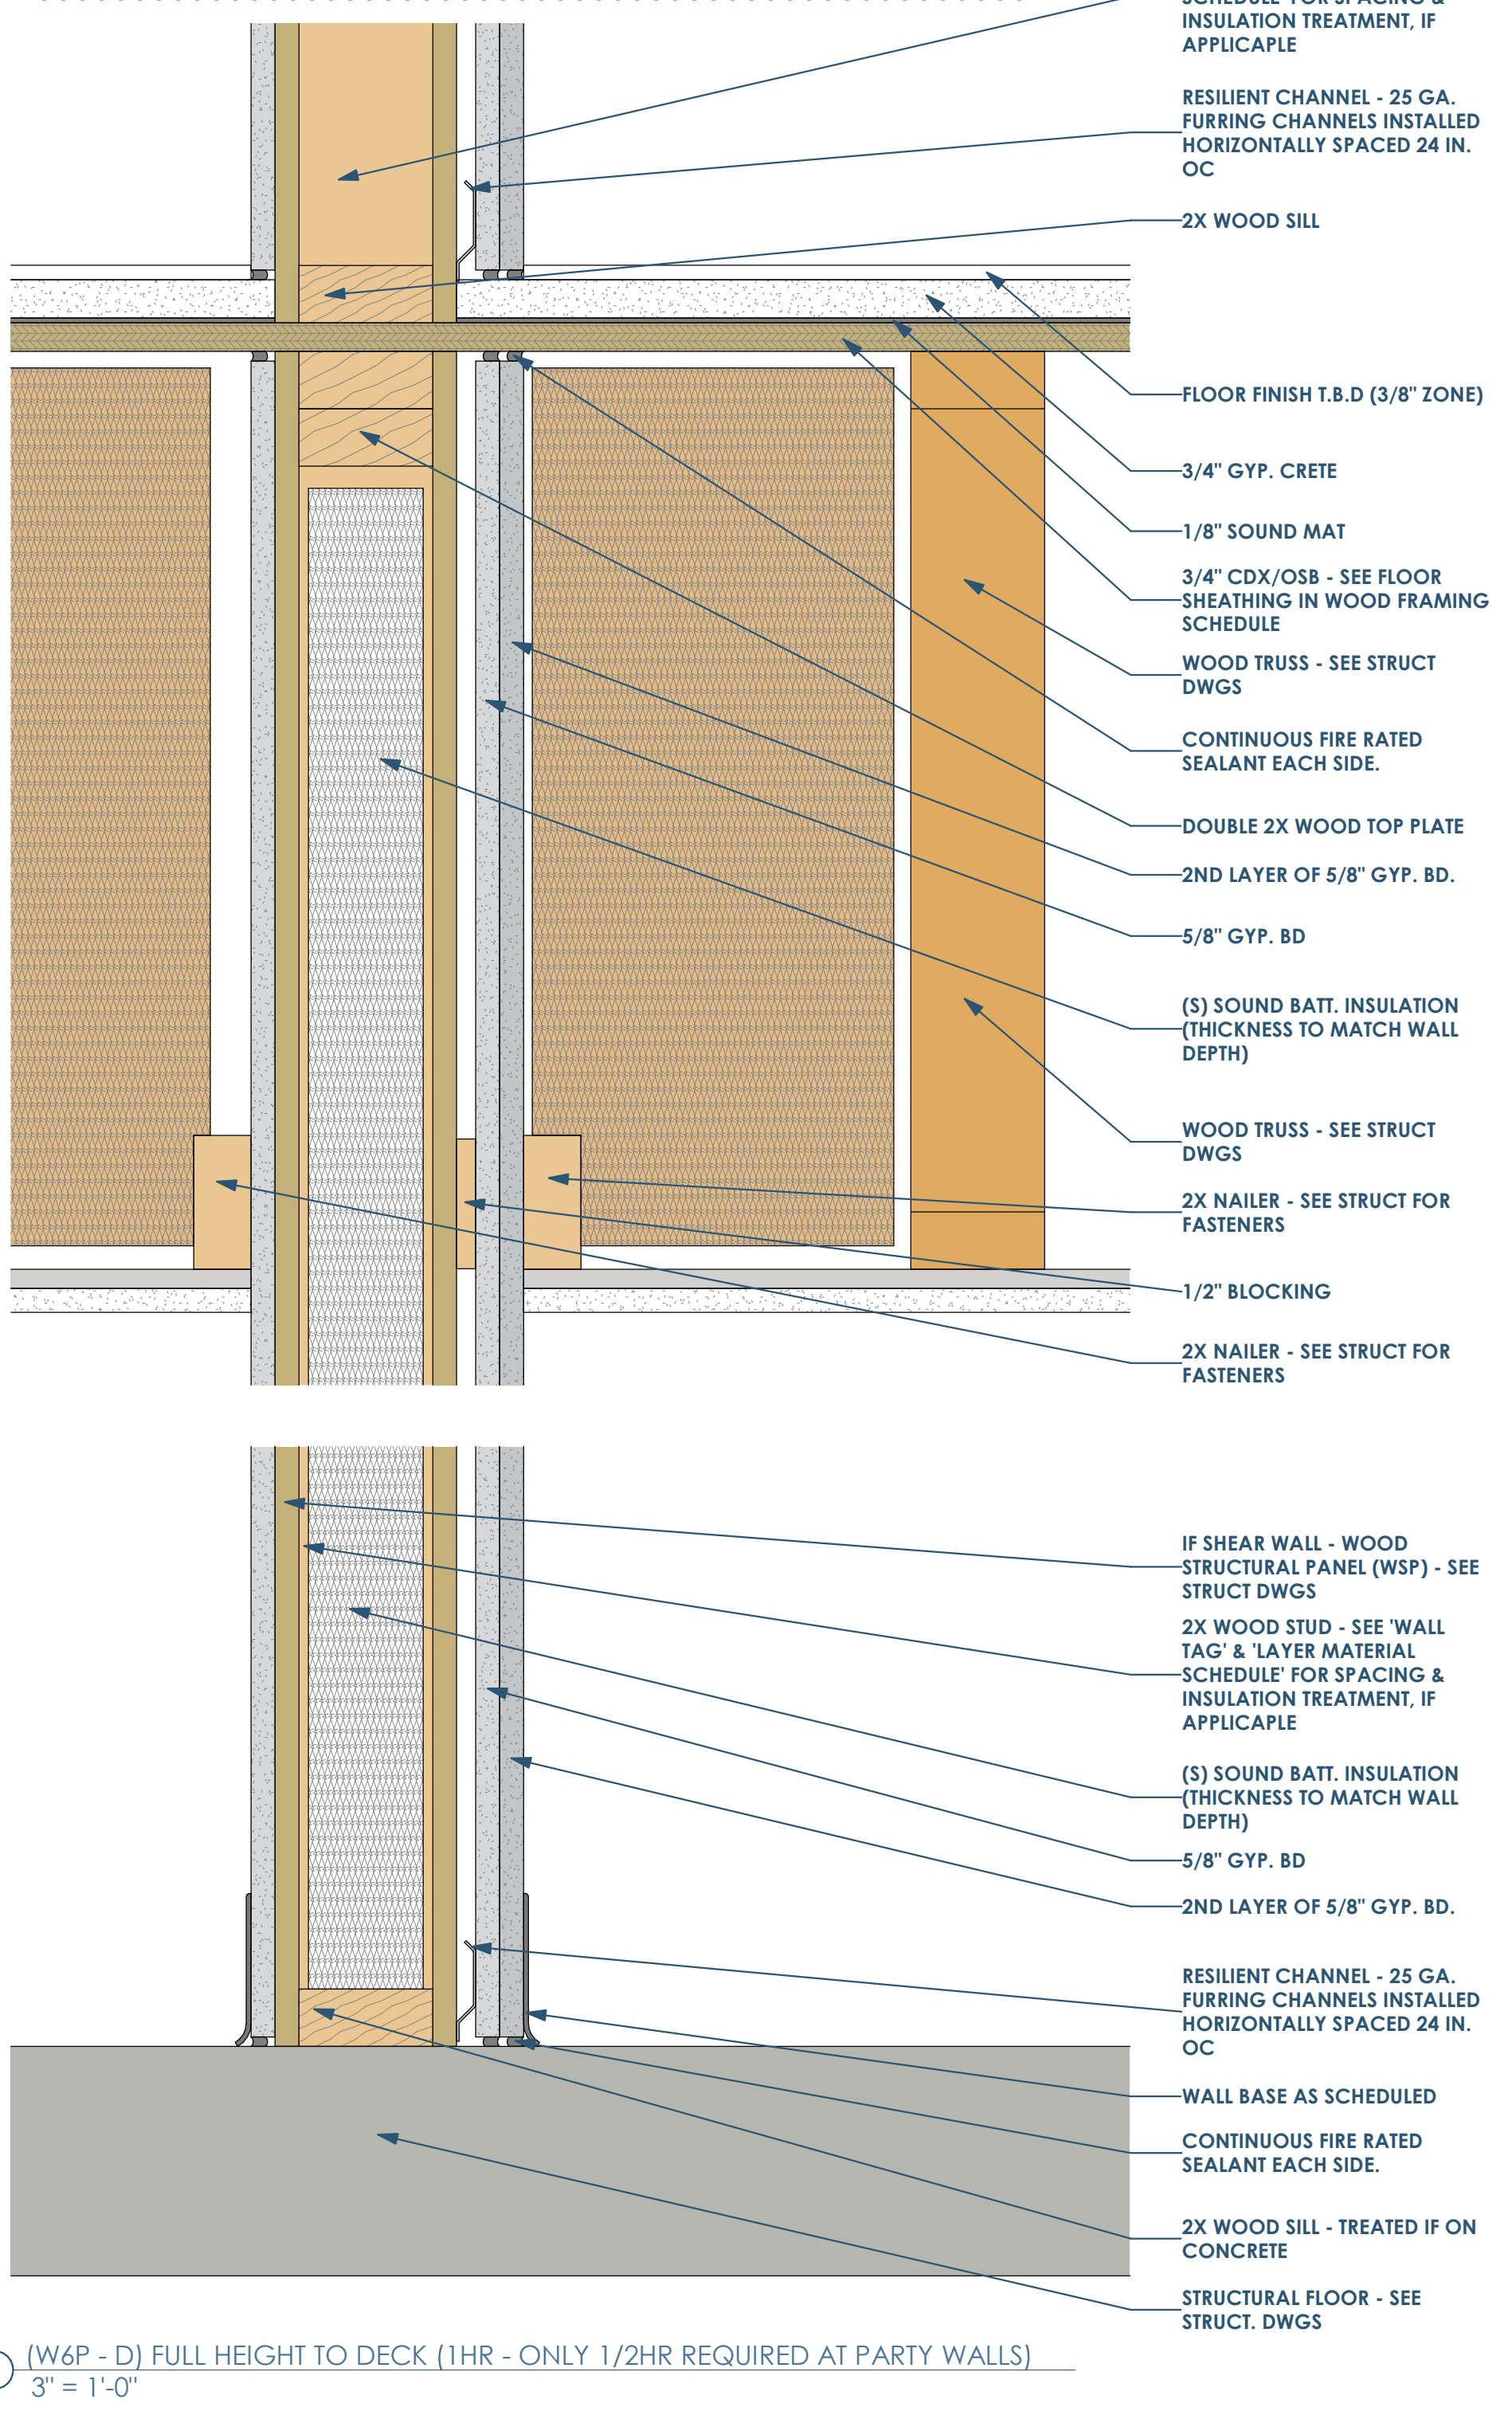 SCHEDULE' FOR SPACING &
INSULATION TREATMENT, IF
APPLICAPLE
RESILIENT CHANNEL - 25 GA.
FURRING CHANNELS INSTALLED
HORIZONTALLY SPACED 24 IN.
OC
2X WOOD SILL
FLOOR FINISH T.B.D (3/8" ZONE)
3/4" GYP. CRETE
1/8" SOUND MAT
3/4" CDX/OSB - SEE FLOOR
SHEATHING IN WOOD FRAMING
SCHEDULE
WOOD TRUSS - SEE STRUCT
DWGS
CONTINUOUS FIRE RATED
SEALANT EACH SIDE.
DOUBLE 2X WOOD TOP PLATE
2ND LAYER OF 5/8" GYP. BD.
5/8" GYP. BD
(S) SOUND BATT. INSULATION
(THICKNESS TO MATCH WALL
DEPTH)
WOOD TRUSS - SEE STRUCT
DWGS
2X NAILER - SEE STRUCT FOR
FASTENERS
1/2" BLOCKING
2X NAILER - SEE STRUCT FOR
FASTENERS
IF SHEAR WALL - WOOD
STRUCTURAL PANEL (WSP) - SEE
STRUCT DWGS
2X WOOD STUD - SEE 'WALL
TAG' & 'LAYER MATERIAL
SCHEDULE' FOR SPACING &
INSULATION TREATMENT, IF
APPLICAPLE
(S) SOUND BATT. INSULATION
(THICKNESS TO MATCH WALL
DEPTH)
5/8" GYP. BD
2ND LAYER OF 5/8" GYP. BD.
RESILIENT CHANNEL - 25 GA.
FURRING CHANNELS INSTALLED
HORIZONTALLY SPACED 24 IN.
OC
WALL BASE AS SCHEDULED
CONTINUOUS FIRE RATED
SEALANT EACH SIDE.
2X WOOD SILL - TREATED IF ON
CONCRETE
STRUCTURAL FLOOR - SEE
STRUCT. DWGS
(W6P - D) FULL HEIGHT TO DECK (1HR - ONLY 1/2HR REQUIRED AT PARTY WALLS)
3" = 1'-0"